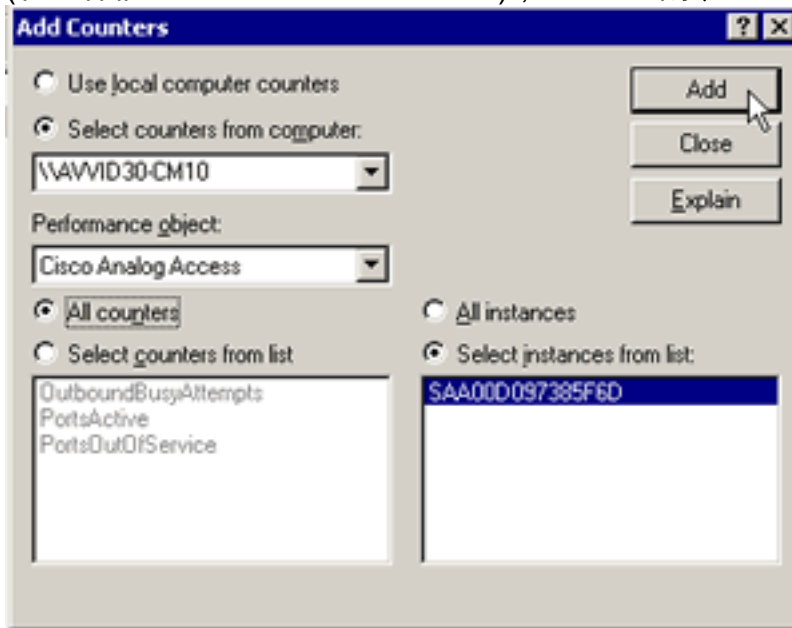 Add Counters
Use local computer counters
Add
Select counters from computer:
Close
\\AVVID30-CM10
Explain
Performance object:
Cisco Analog Access
All counters
All instances
Select counters from list
Select instances from list:
OutboundBusyAttempts
SAA00D097385F6D
PortsActive
PortsOutOfService